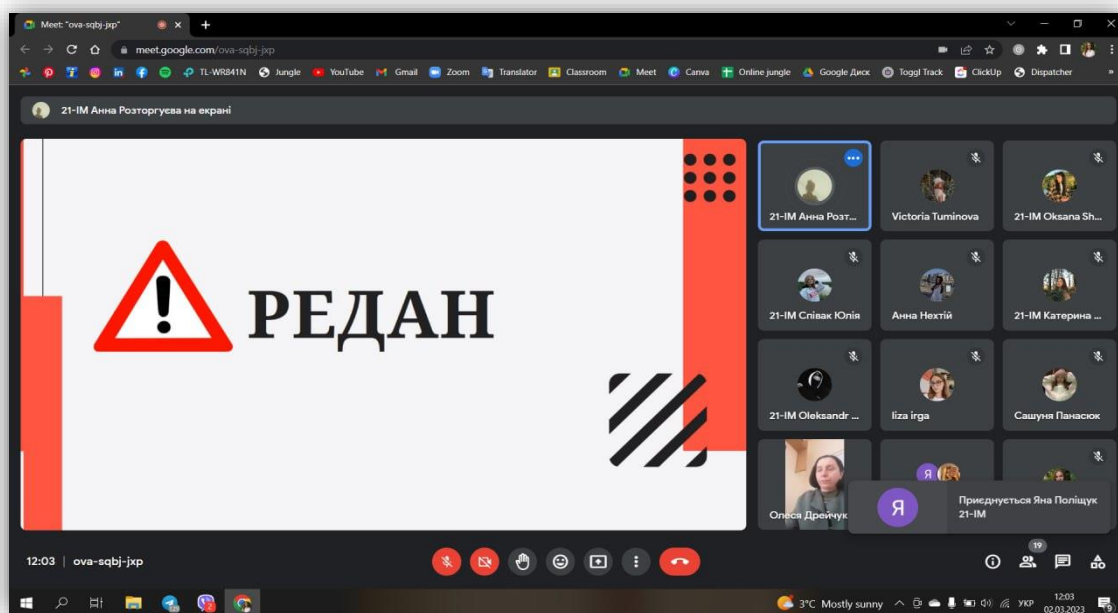 Meet: "ova-sqbj-jxp"
meet.google.com/ova-sqbj-jxp
TL-WR841N Jungle YouTube Gmail Zoom Translator Classroom Meet Canva Online jungle Google Диск Toggl Track ClickUp Dispatcher »
21-ІМ Анна Розторгуєва на екрані
РЕДАН
21-ІМ Анна Розт...
Victoria Tuminova
21-IM Oksana Sh...
21-ІМ Співак Юлія
Анна Нехтій
21-ІМ Катерина ...
21-IM Oleksandr ...
liza irga
Сашуня Панасюк
Олеся Дрейчук
Я
Я
Приєднується Яна Поліщук
21-ІМ
12:03 | ova-sqbj-jxp
19
3°C Mostly sunny
УКР
12:03
02.03.2023